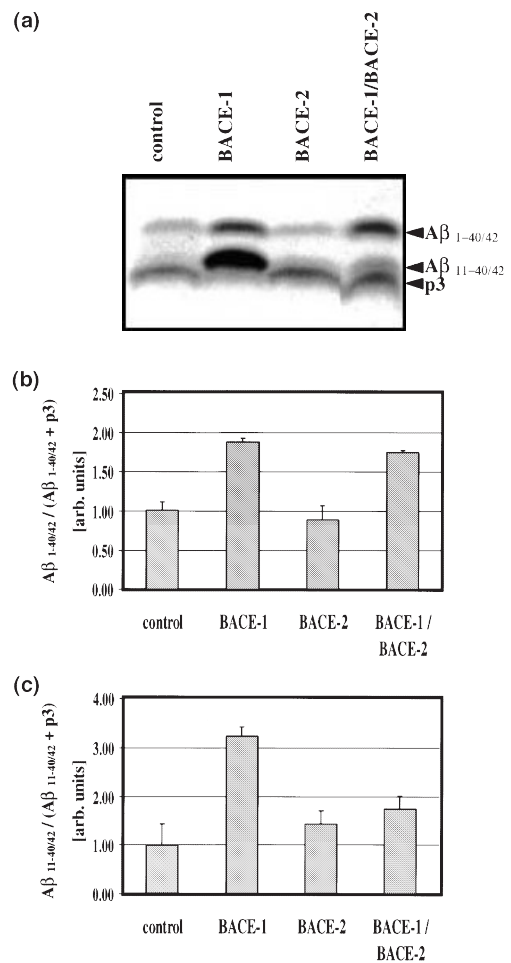 (a)
control
BACE-1
BACE-2
BACE-1/BACE-2
Aβ 1–40/42
Aβ 11–40/42
p3
(b)
Aβ 1-40/42 / (Aβ 1-40/42 + p3)
[arb. units]
2.50
2.00
1.50
1.00
0.50
0.00
control
BACE-1
BACE-2
BACE-1 /
BACE-2
(c)
Aβ 11-40/42 / (Aβ 11-40/42 + p3)
[arb. units]
4.00
3.00
2.00
1.00
0.00
control
BACE-1
BACE-2
BACE-1 /
BACE-2